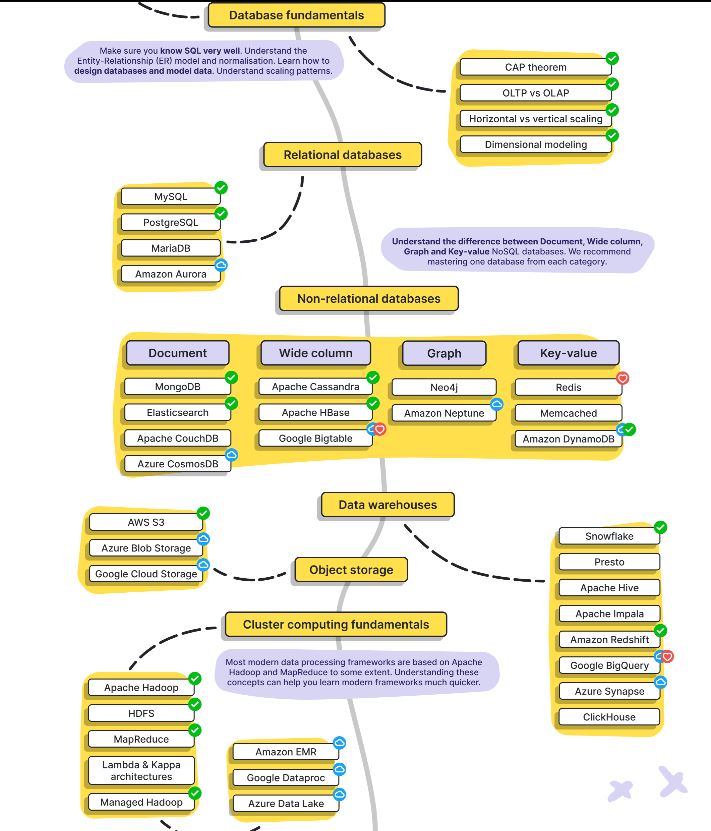 Database fundamentals
Make sure you know SQL very well. Understand the
Entity-Relationship (ER) model and normalisation. Learn how to
design databases and model data. Understand scaling patterns.
CAP theorem
OLTP vs OLAP
Horizontal vs vertical scaling
Dimensional modeling
Relational databases
MySQL
PostgreSQL
MariaDB
Amazon Aurora
Understand the difference between Document, Wide column,
Graph and Key-value NoSQL databases. We recommend
mastering one database from each category.
Non-relational databases
Document
MongoDB
Elasticsearch
Apache CouchDB
Azure CosmosDB
Wide column
Apache Cassandra
Apache HBase
Google Bigtable
Graph
Neo4j
Amazon Neptune
Key-value
Redis
Memcached
Amazon DynamoDB
Data warehouses
Snowflake
Presto
Apache Hive
Apache Impala
Amazon Redshift
Google BigQuery
Azure Synapse
ClickHouse
Object storage
AWS S3
Azure Blob Storage
Google Cloud Storage
Cluster computing fundamentals
Most modern data processing frameworks are based on Apache
Hadoop and MapReduce to some extent. Understanding these
concepts can help you learn modern frameworks much quicker.
Apache Hadoop
HDFS
MapReduce
Lambda & Kappa
architectures
Managed Hadoop
Amazon EMR
Google Dataproc
Azure Data Lake